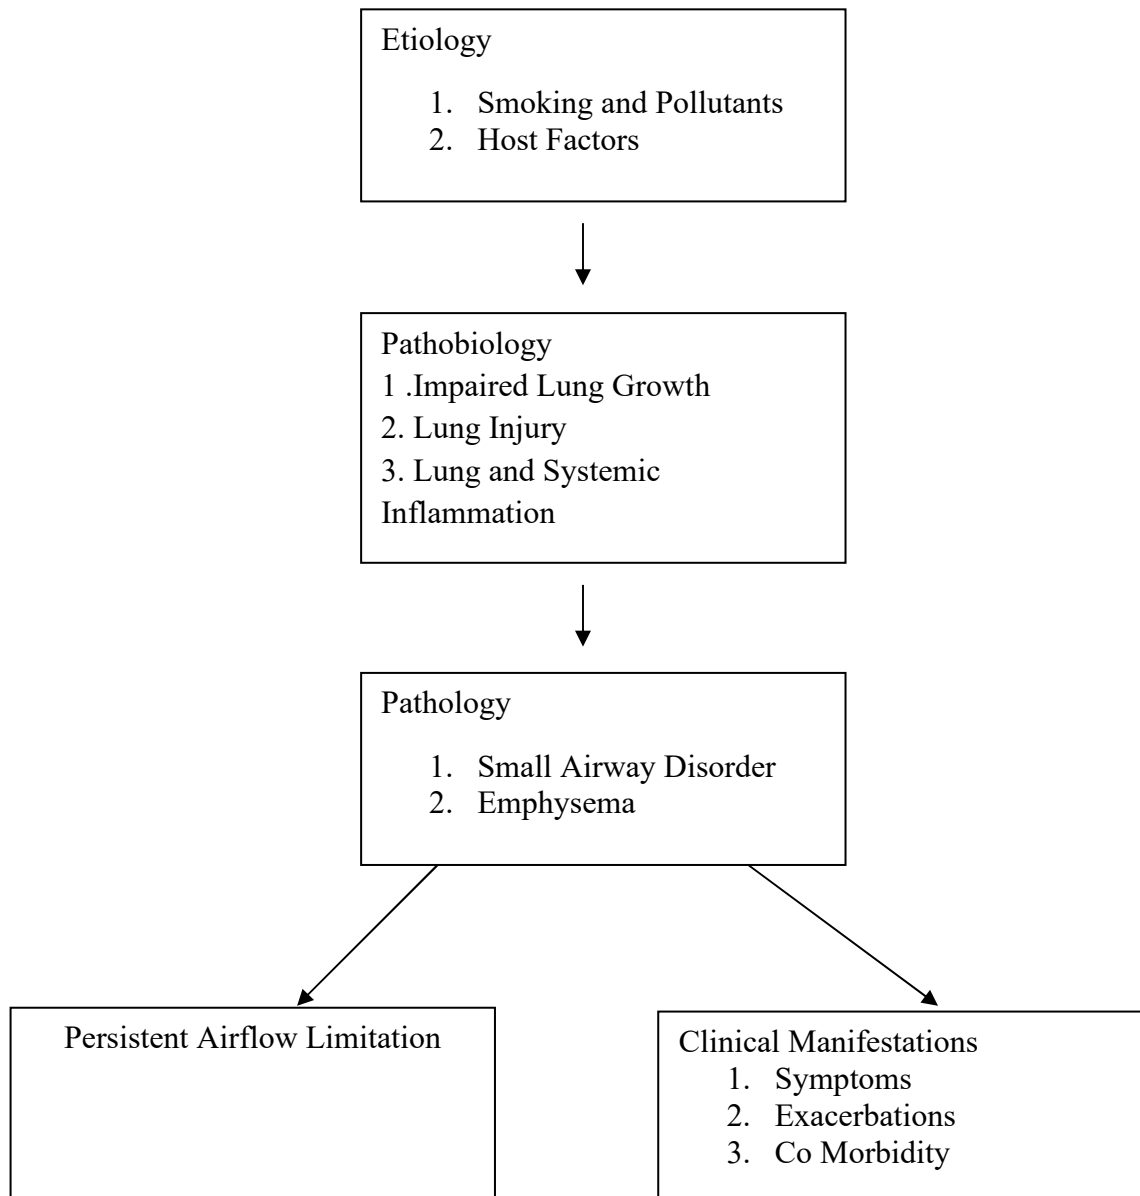 Etiology
1. Smoking and Pollutants
2. Host Factors
Pathobiology
1 .Impaired Lung Growth
2. Lung Injury
3. Lung and Systemic
Inflammation
Pathology
1. Small Airway Disorder
2. Emphysema
Persistent Airflow Limitation
Clinical Manifestations
1. Symptoms
2. Exacerbations
3. Co Morbidity